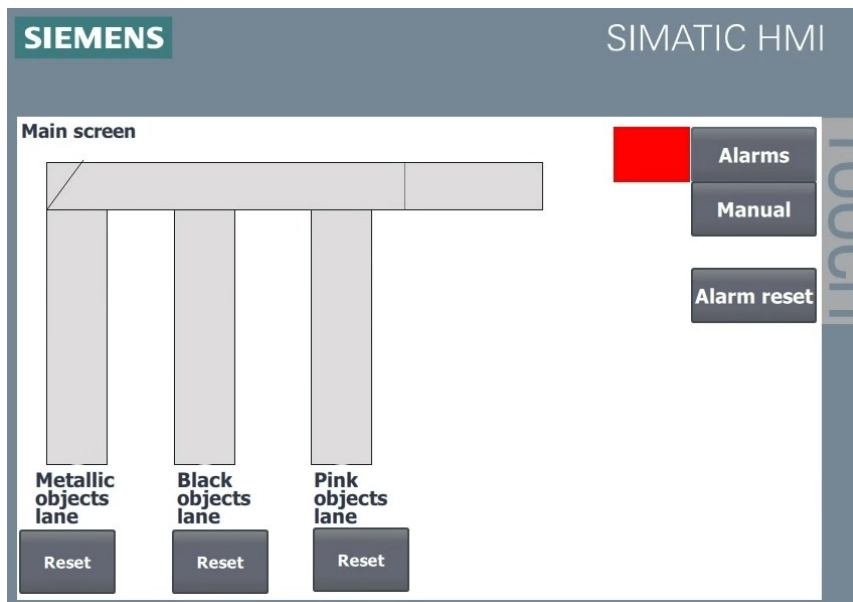 SIEMENS
SIMATIC HMI
TOUCH
Main screen
Alarms
Manual
Alarm reset
Metallic
objects
lane
Black
objects
lane
Pink
objects
lane
Reset
Reset
Reset